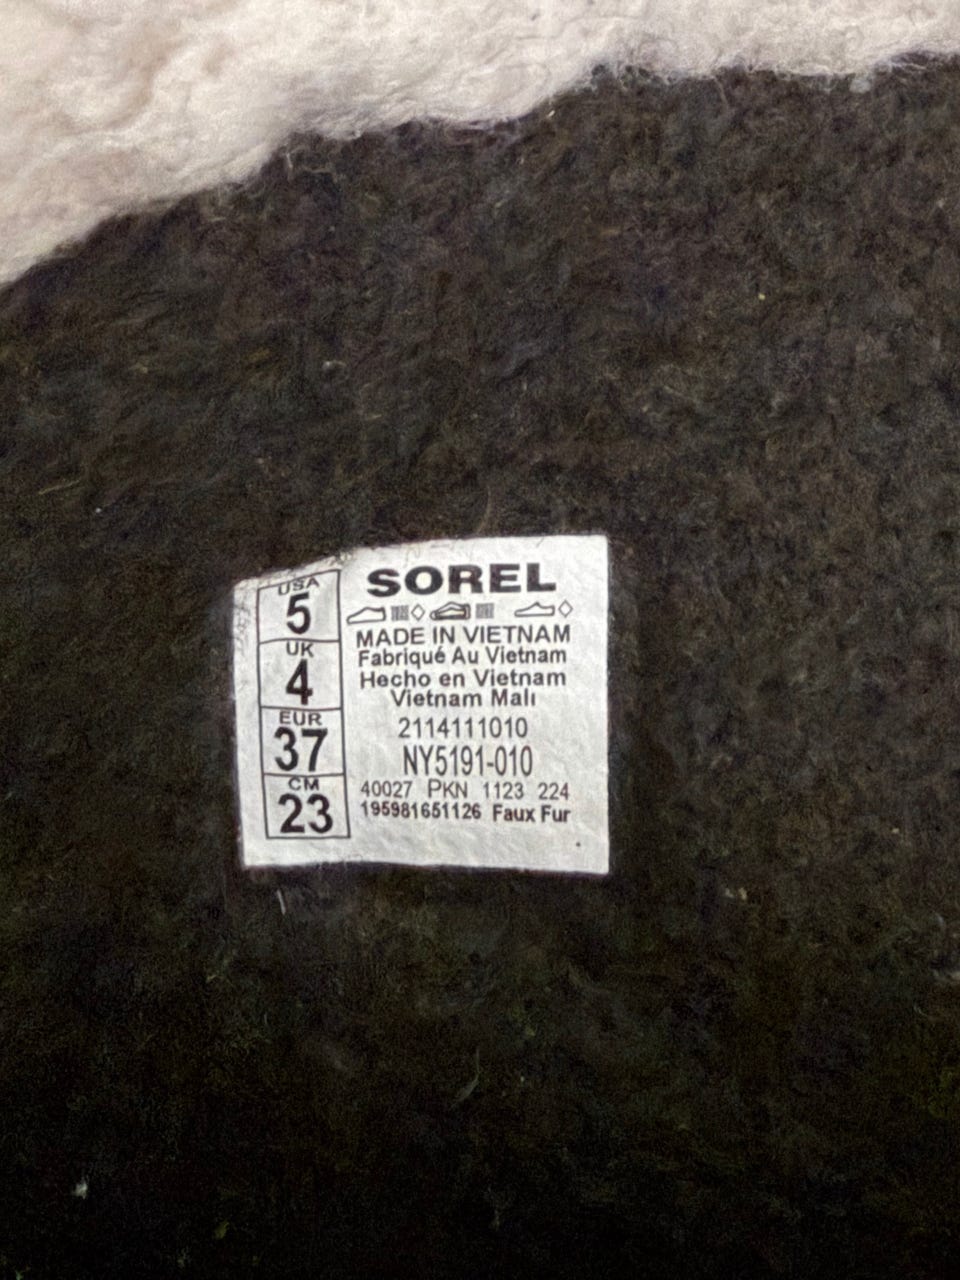 USA
5
UK
4
EUR
37
CM
23
SOREL
MADE IN VIETNAM
Fabriqué Au Vietnam
Hecho en Vietnam
Vietnam Malı
2114111010
NY5191-010
40027 PKN 1123 224
195981651126 Faux Fur